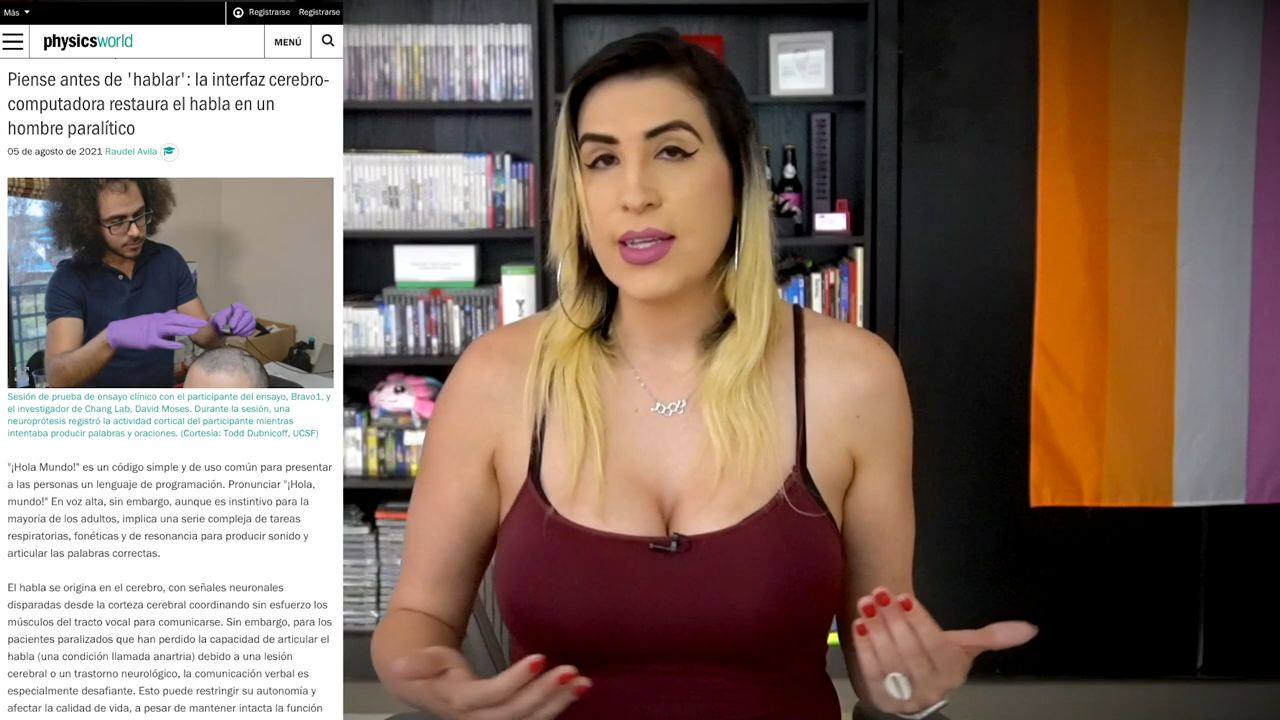 Más
Registrarse Registrarse
physicsworld
MENÚ
Piense antes de 'hablar': la interfaz cerebro-
computadora restaura el habla en un
hombre paralítico
05 de agosto de 2021 Raudel Avila
Sesión de prueba de ensayo clínico con el participante del ensayo, Bravo1, y
el investigador de Chang Lab, David Moses. Durante la sesión, una
neuroprótesis registró la actividad cortical del participante mientras
intentaba producir palabras y oraciones. (Cortesía: Todd Dubnicoff, UCSF)
"¡Hola Mundo!" es un código simple y de uso común para presentar
a las personas un lenguaje de programación. Pronunciar "¡Hola,
mundo!" En voz alta, sin embargo, aunque es instintivo para la
mayoría de los adultos, implica una serie compleja de tareas
respiratorias, fonéticas y de resonancia para producir sonido y
articular las palabras correctas.
El habla se origina en el cerebro, con señales neuronales
disparadas desde la corteza cerebral coordinando sin esfuerzo los
músculos del tracto vocal para comunicarse. Sin embargo, para los
pacientes paralizados que han perdido la capacidad de articular el
habla (una condición llamada anartria) debido a una lesión
cerebral o un trastorno neurológico, la comunicación verbal es
especialmente desafiante. Esto puede restringir su autonomía y
afectar la calidad de vida, a pesar de mantener intacta la función